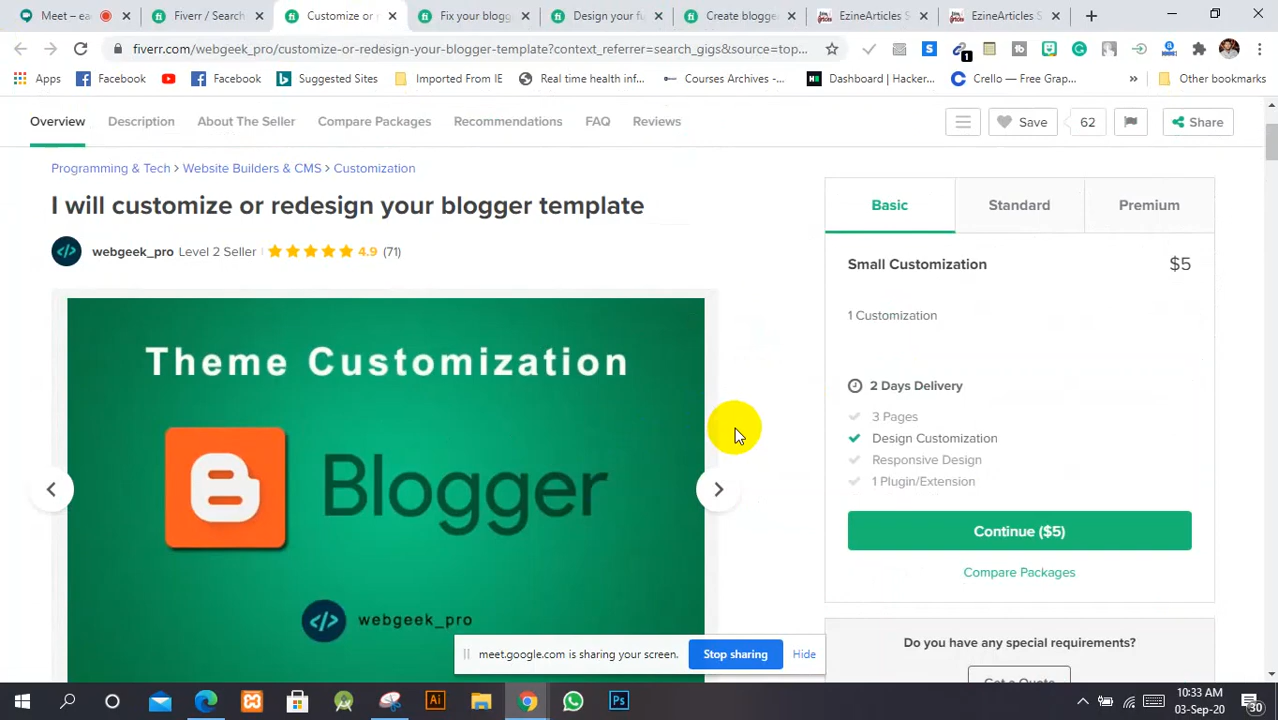 Meet – ea
Fiverr / Search
Customize or r
Fix your blogg
Design your fu
Create blogge
EzineArticles S
EzineArticles S
fiverr.com/webgeek_pro/customize-or-redesign-your-blogger-template?context_referrer=search_gigs&source=top...
1
Apps
Facebook
Facebook
Suggested Sites
Imported From IE
Real time health inf...
Courses Archives -...
Dashboard | Hacker...
Crello — Free Grap...
»
Other bookmarks
Overview
Description
About The Seller
Compare Packages
Recommendations
FAQ
Reviews
Save
62
Share
Programming & Tech > Website Builders & CMS > Customization
I will customize or redesign your blogger template
webgeek_pro Level 2 Seller 4.9 (71)
Theme Customization
Blogger
webgeek_pro
Basic
Standard
Premium
Small Customization $5
1 Customization
2 Days Delivery
3 Pages
Design Customization
Responsive Design
1 Plugin/Extension
Continue ($5)
Compare Packages
Do you have any special requirements?
Get a Quote
meet.google.com is sharing your screen. Stop sharing Hide
10:33 AM
03-Sep-20
30